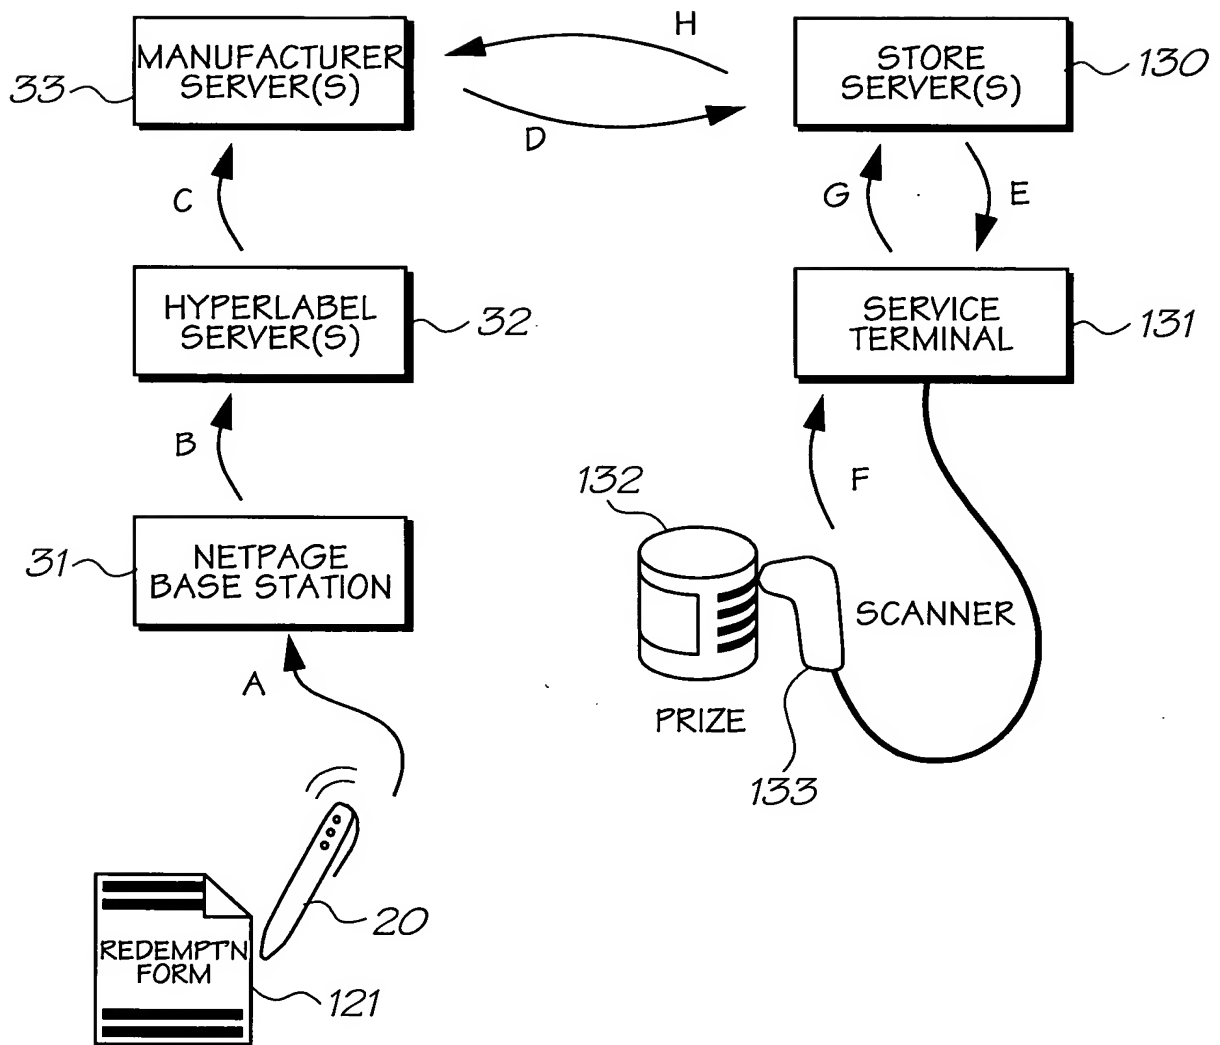 H
MANUFACTURER
SERVER(S)
33
STORE
SERVER(S)
130
D
C
G
E
HYPERLABEL
SERVER(S)
32
SERVICE
TERMINAL
131
B
F
132
31
NETPAGE
BASE STATION
SCANNER
A
PRIZE
133
20
REDEMPTN
FORM
121